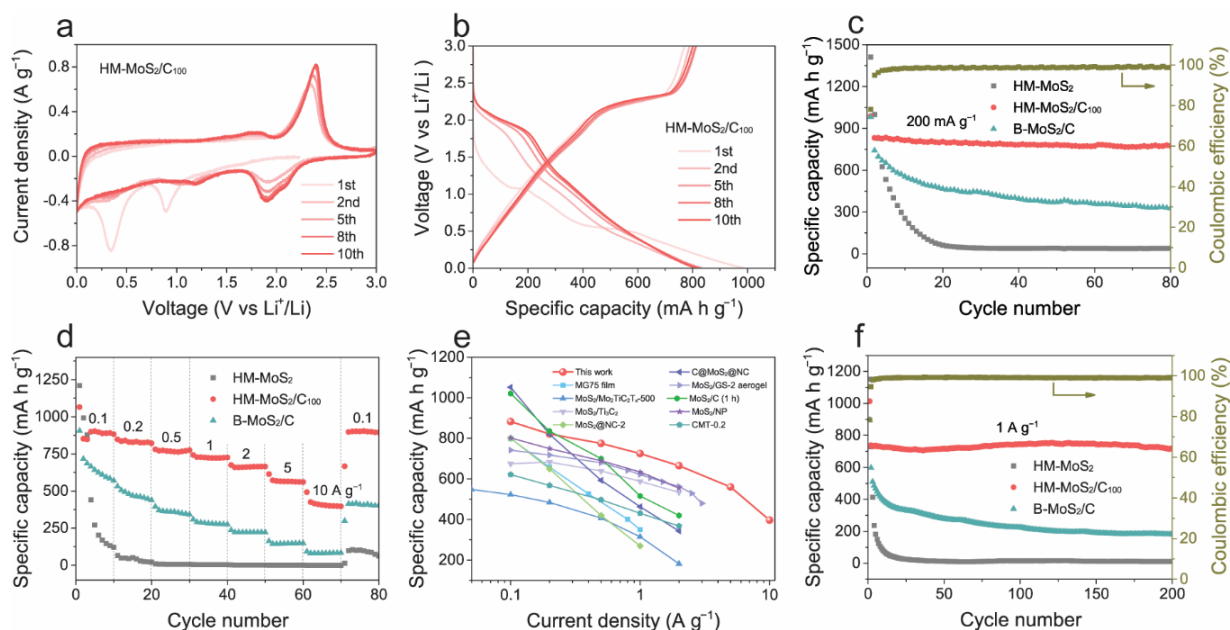 a
Current density (A g⁻¹)
0.8
0.4
0.0
-0.4
-0.8
HM-MoS₂/C₁₀₀
1st
2nd
5th
8th
10th
0.0
0.5
1.0
1.5
2.0
2.5
3.0
Voltage (V vs Li⁺/Li)
b
Voltage (V vs Li⁺/Li)
3.0
2.5
2.0
1.5
1.0
0.5
0.0
HM-MoS₂/C₁₀₀
1st
2nd
5th
8th
10th
0
200
400
600
800
1000
Specific capacity (mA h g⁻¹)
c
Specific capacity (mA h g⁻¹)
1500
1200
900
600
300
0
HM-MoS₂
HM-MoS₂/C₁₀₀
B-MoS₂/C
200 mA g⁻¹
100
80
60
40
20
0
Coulombic efficiency (%)
0
20
40
60
80
Cycle number
d
Specific capacity (mA h g⁻¹)
1250
1000
750
500
250
0
HM-MoS₂
HM-MoS₂/C₁₀₀
B-MoS₂/C
0.1
0.2
0.5
1
2
5
10 A g⁻¹
0.1
0
20
40
60
80
Cycle number
e
Specific capacity (mA h g⁻¹)
1200
1000
800
600
400
200
0
This work
MG75 film
MoS₂/Mo₂TiC₂Tₓ-500
MoS₂/Ti₃C₂
MoS₂@NC-2
C@MoS₂@NC
MoS₂/GS-2 aerogel
MoS₂/C (1 h)
MoS₂/NP
CMT-0.2
0.1
1
10
Current density (A g⁻¹)
f
Specific capacity (mA h g⁻¹)
1200
1000
800
600
400
200
0
1 A g⁻¹
HM-MoS₂
HM-MoS₂/C₁₀₀
B-MoS₂/C
100
80
60
40
20
0
Coulombic efficiency (%)
0
50
100
150
200
Cycle number